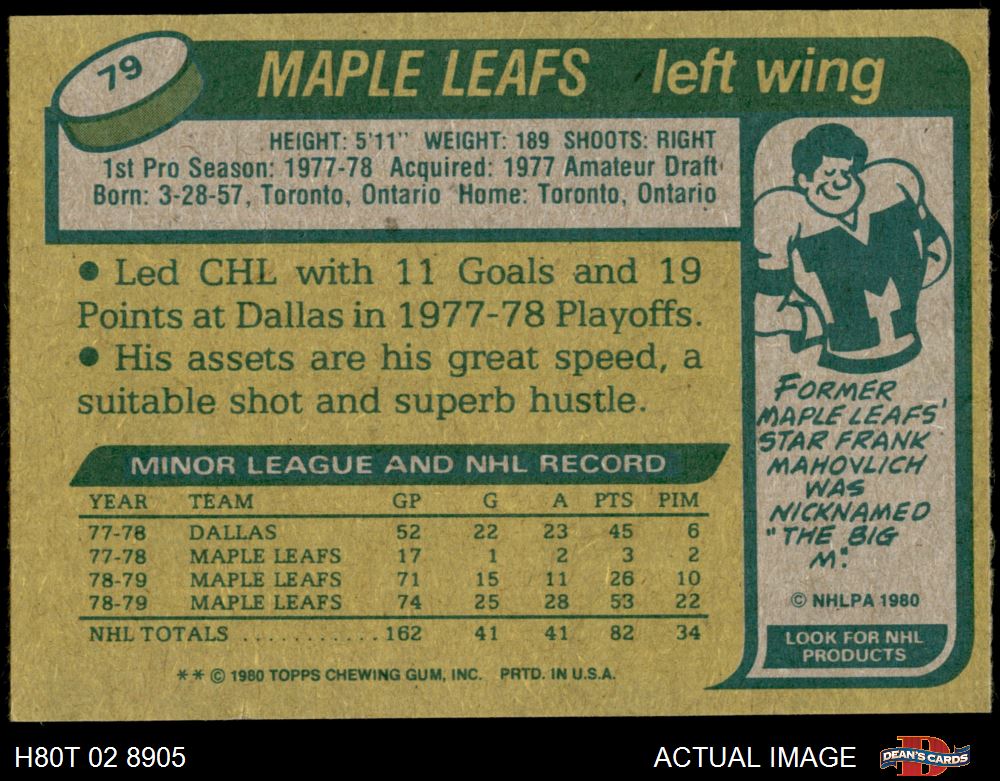 79
MAPLE LEAFS left wing
HEIGHT: 5'11" WEIGHT: 189 SHOOTS: RIGHT
1st Pro Season: 1977-78 Acquired: 1977 Amateur Draft
Born: 3-28-57, Toronto, Ontario Home: Toronto, Ontario
● Led CHL with 11 Goals and 19
Points at Dallas in 1977-78 Playoffs.
● His assets are his great speed, a
suitable shot and superb hustle.
MINOR LEAGUE AND NHL RECORD
YEAR TEAM GP G A PTS PIM
77-78 DALLAS 52 22 23 45 6
77-78 MAPLE LEAFS 17 1 2 3 2
78-79 MAPLE LEAFS 71 15 11 26 10
78-79 MAPLE LEAFS 74 25 28 53 22
NHL TOTALS ............ 162 41 41 82 34
** © 1980 TOPPS CHEWING GUM, INC. PRTD. IN U.S.A.
M
FORMER
MAPLE LEAFS'
STAR FRANK
MAHOVLICH
WAS
NICKNAMED
"THE BIG
M."
© NHLPA 1980
LOOK FOR NHL
PRODUCTS
H80T 02 8905
ACTUAL IMAGE
D
DEAN'S CARDS